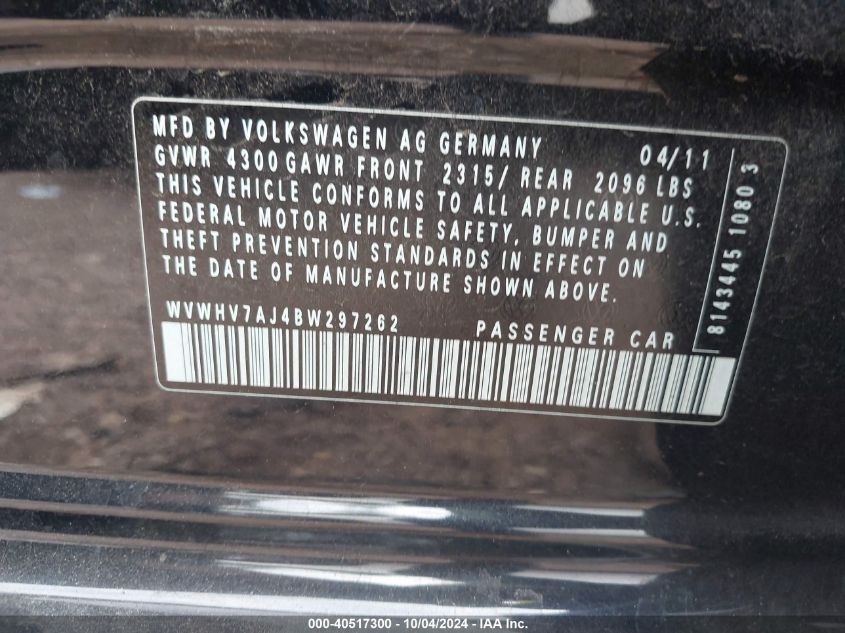 MFD BY VOLKSWAGEN AG GERMANY 04/11
GVWR 4300 GAWR FRONT 2315/ REAR 2096 LBS
THIS VEHICLE CONFORMS TO ALL APPLICABLE U.S.
FEDERAL MOTOR VEHICLE SAFETY, BUMPER AND
THEFT PREVENTION STANDARDS IN EFFECT ON
THE DATE OF MANUFACTURE SHOWN ABOVE.
WVWHV7AJ4BW297262 PASSENGER CAR
8143445 1080 3
000-40517300 - 10/04/2024 - IAA Inc.